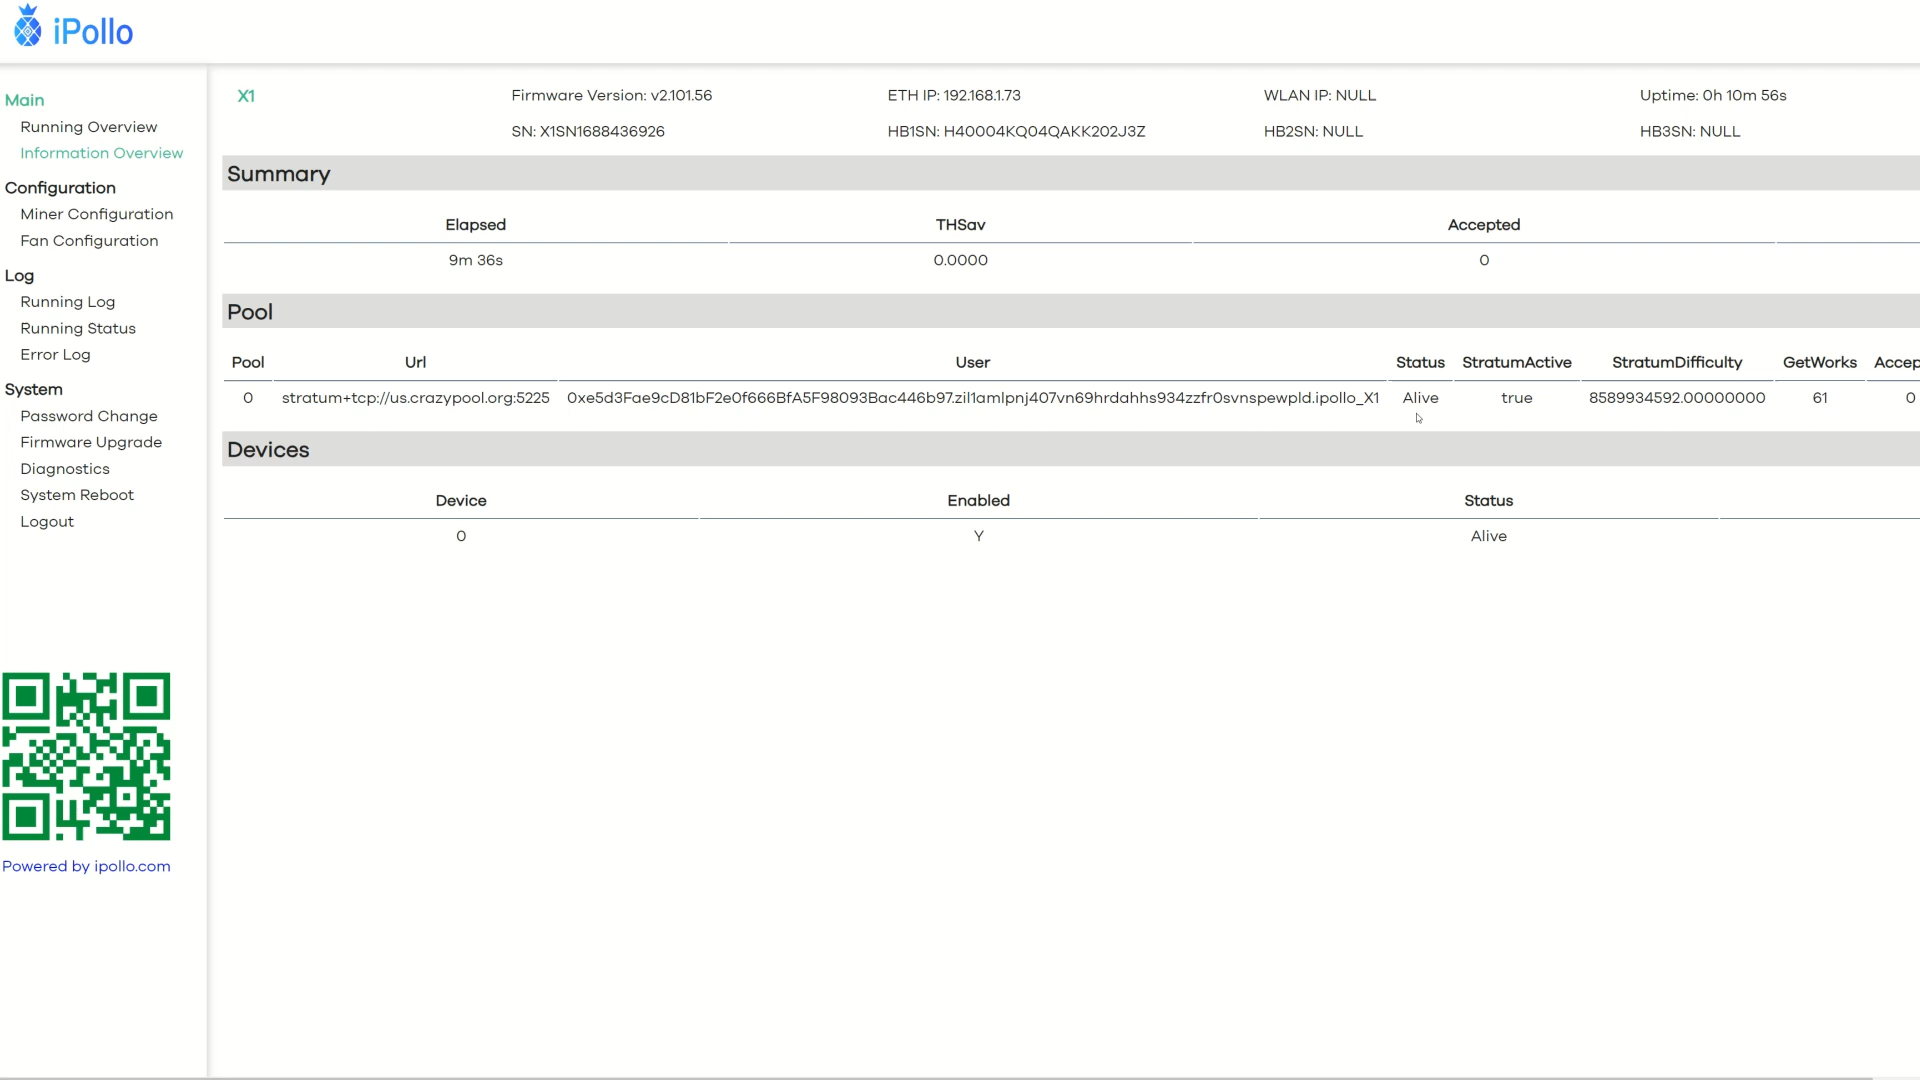 iPollo
Main
Running Overview
Information Overview
Configuration
Miner Configuration
Fan Configuration
Log
Running Log
Running Status
Error Log
System
Password Change
Firmware Upgrade
Diagnostics
System Reboot
Logout
Powered by ipollo.com
X1 Firmware Version: v2.101.56 ETH IP: 192.168.1.73 WLAN IP: NULL Uptime: 0h 10m 56s
SN: X1SN1688436926 HB1SN: H40004KQ04QAKK202J3Z HB2SN: NULL HB3SN: NULL
Summary
Elapsed THSav Accepted
9m 36s 0.0000 0
Pool
Pool Url User Status StratumActive StratumDifficulty GetWorks Accep
0 stratum+tcp://us.crazypool.org:5225 0xe5d3Fae9cD81bF2e0f666BfA5F98093Bac446b97.zil1amlpnj407vn69hrdahhs934zzfr0svnspewpld.ipollo_X1 Alive true 8589934592.00000000 61 0
Devices
Device Enabled Status
0 Y Alive